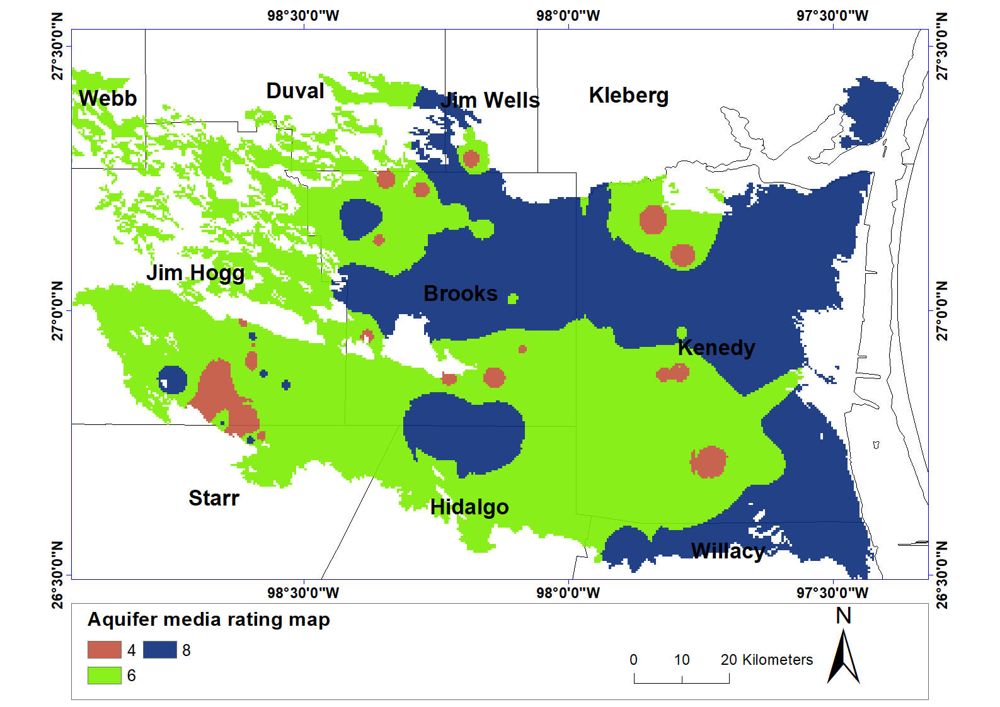 98°30'0"W 98°0'0"W 97°30'0"W
27°30'0"N 27°30'0"N
Webb Duval Jim Wells Kleberg
Jim Hogg
Brooks
27°0'0"N 27°0'0"N
Kenedy
Starr
Hidalgo
Willacy
26°30'0"N 26°30'0"N
98°30'0"W 98°0'0"W 97°30'0"W
Aquifer media rating map
N
4 8
6
0 10 20 Kilometers